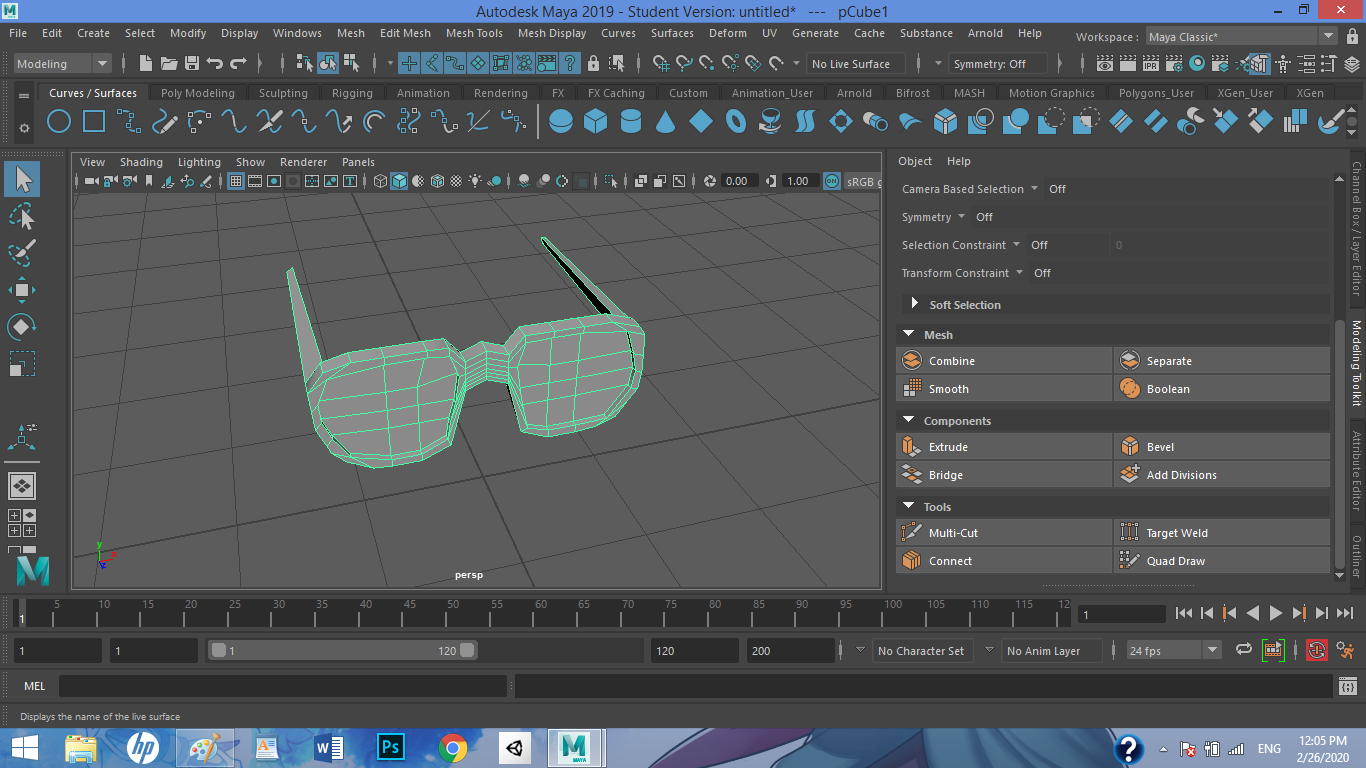 Autodesk Maya 2019 - Student Version: untitled* --- pCube1
File Edit Create Select Modify Display Windows Mesh Edit Mesh Mesh Tools Mesh Display Curves Surfaces Deform UV Generate Cache Substance Arnold Help
Workspace : Maya Classic*
Modeling No Live Surface Symmetry: Off IPR
Curves / Surfaces Poly Modeling Sculpting Rigging Animation Rendering FX FX Caching Custom Animation_User Arnold Bifrost MASH Motion Graphics Polygons_User XGen_User XGen
View Shading Lighting Show Renderer Panels
0.00 1.00 ON sRGB g
Object Help
Camera Based Selection Off
Symmetry Off
Selection Constraint Off 0
Transform Constraint Off
Soft Selection
Mesh
Combine Separate
Smooth Boolean
Components
Extrude Bevel
Bridge Add Divisions
Tools
Multi-Cut Target Weld
Connect Quad Draw
Channel Box / Layer Editor
Modeling Toolkit
Attribute Editor
Outliner
y x z
persp
1 5 10 15 20 25 30 35 40 45 50 55 60 65 70 75 80 85 90 95 100 105 110 115 12 1
1 1 1 120 120 200 No Character Set No Anim Layer 24 fps
MEL
Displays the name of the live surface
hp Ps MAYA ENG
12:05 PM
2/26/2020